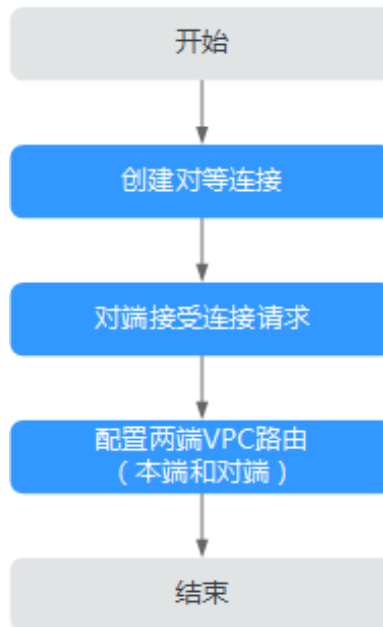 开始
创建对等连接
对端接受连接请求
配置两端VPC路由
（本端和对端）
结束